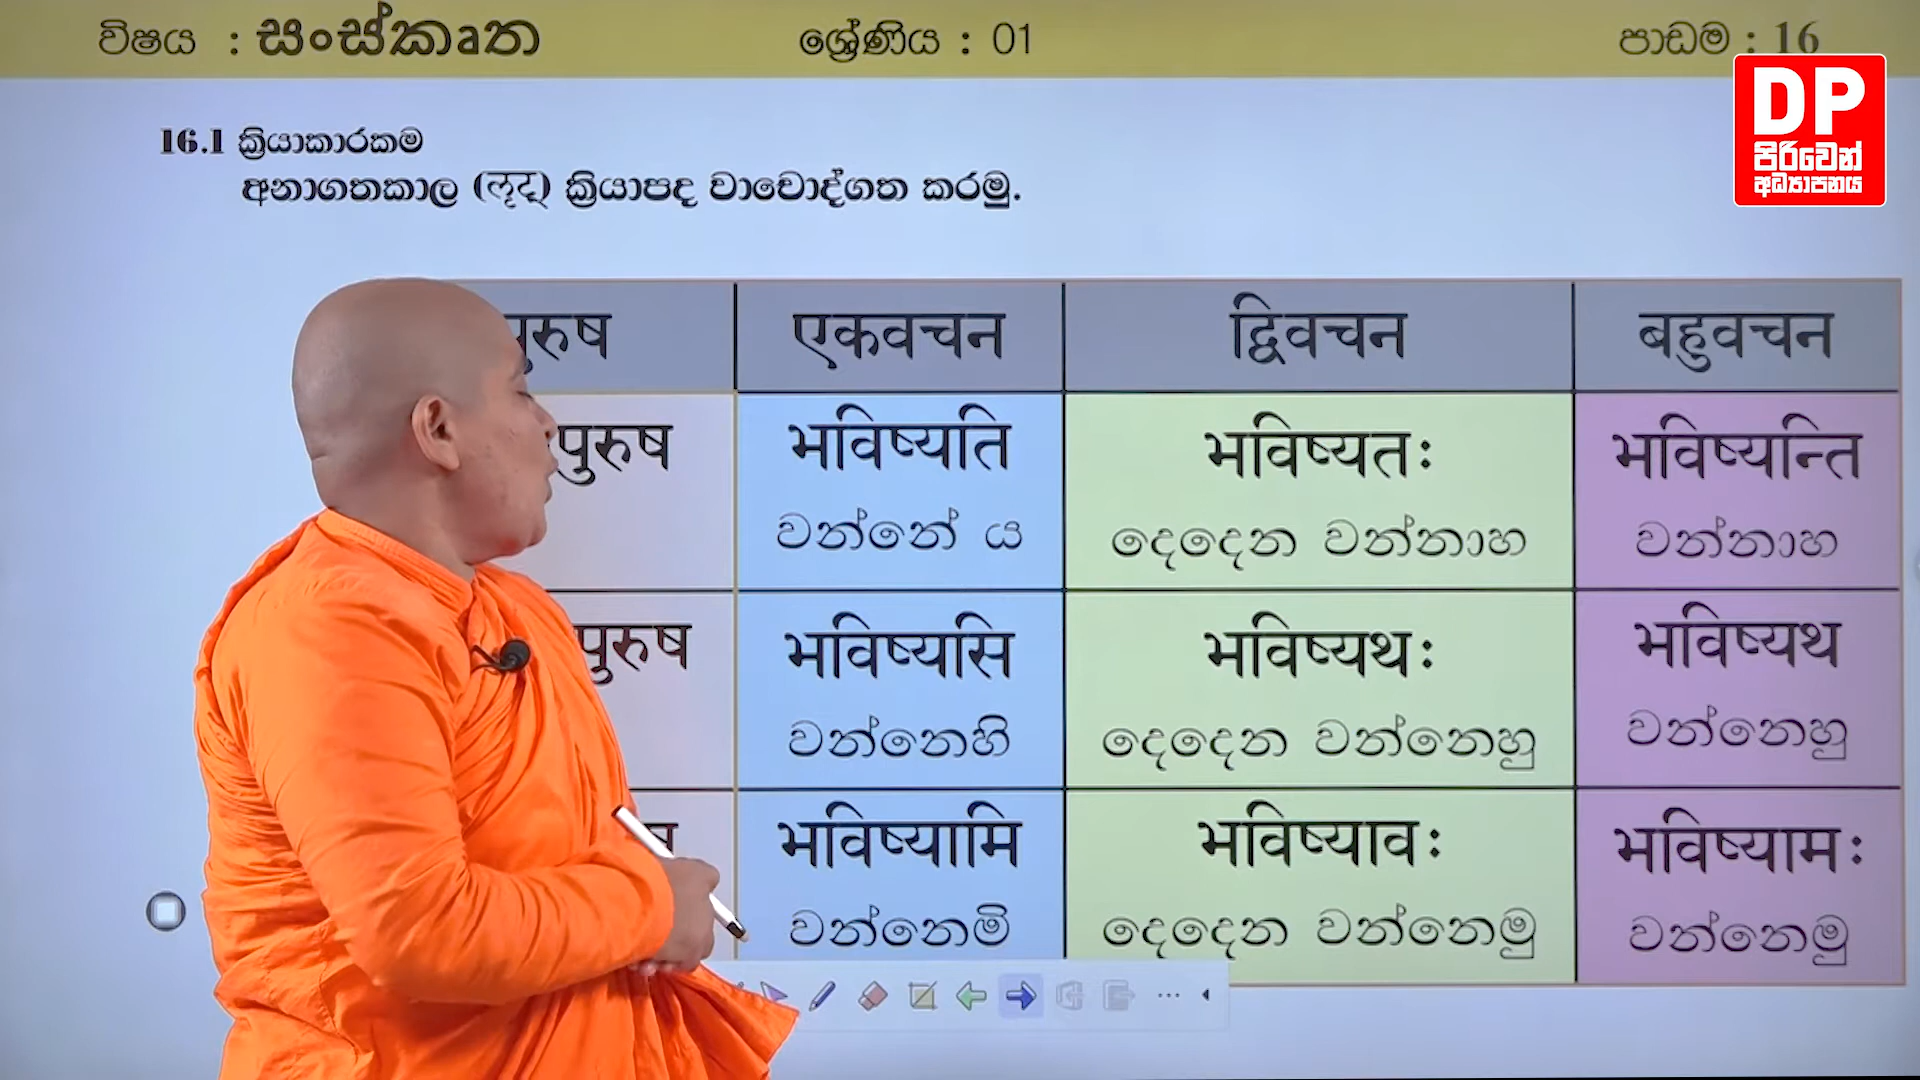 විෂය : සංස්කෘත ශ්‍රේණිය : 01 පාඩම : 16
DP
පිරිවෙන්
අධ්‍යාපනය
16.1 ක්‍රියාකාරකම
අනාගතකාල (ලෘට්) ක්‍රියාපද වාචොද්ගත කරමු.
पुरुष एकवचन द्विवचन बहुवचन
पुरुष भविष्यति भविष्यतः भविष्यन्ति
වන්නේ ය දෙදෙන වන්නාහ වන්නාහ
पुरुष भविष्यसि भविष्यथः भविष्यथ
වන්නෙහි දෙදෙන වන්නෙහු වන්නෙහු
भविष्यामि भविष्यावः भविष्यामः
වන්නෙමි දෙදෙන වන්නෙමු වන්නෙමු